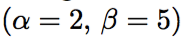 (α = 2, β = 5)